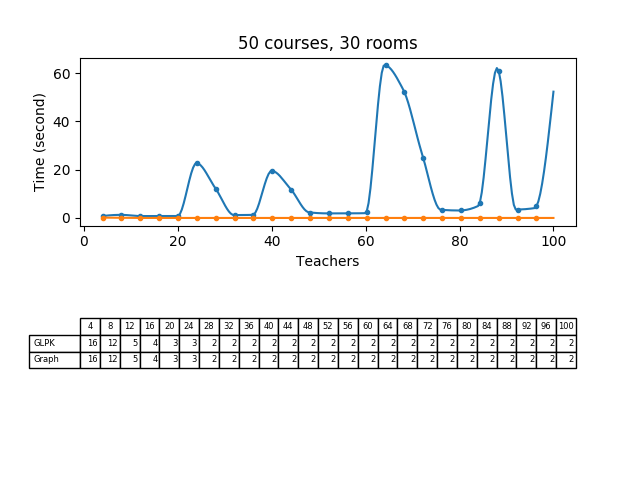 50 courses, 30 rooms
60
40
20
0
Time (second)
0 20 40 60 80 100
Teachers
4 8 12 16 20 24 28 32 36 40 44 48 52 56 60 64 68 72 76 80 84 88 92 96 100
GLPK 16 12 5 4 3 3 2 2 2 2 2 2 2 2 2 2 2 2 2 2 2 2 2 2 2
Graph 16 12 5 4 3 3 2 2 2 2 2 2 2 2 2 2 2 2 2 2 2 2 2 2 2